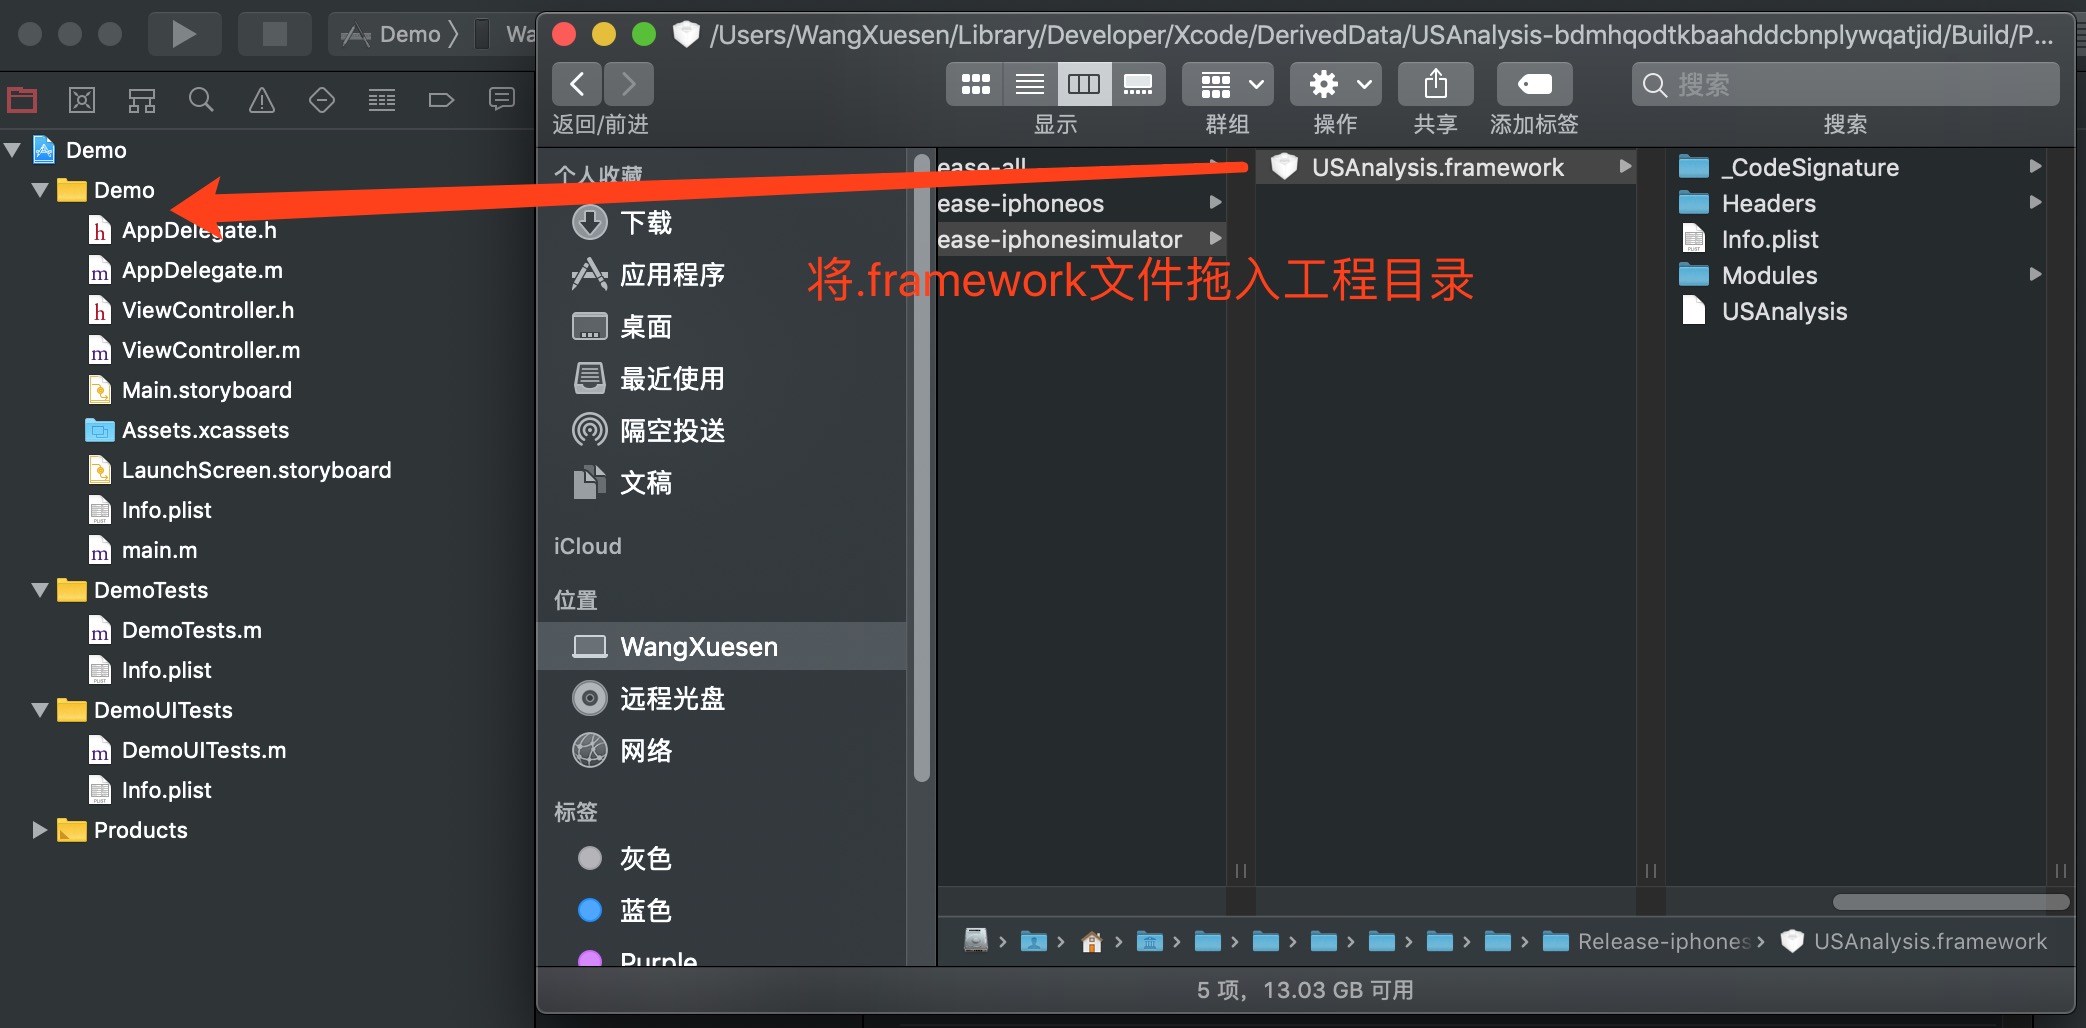 Demo
Wa
/Users/WangXuesen/Library/Developer/Xcode/DerivedData/USAnalysis-bdmhqodtkbaahddcbnplywqatjid/Build/P...
搜索
返回/前进
显示
群组
操作
共享
添加标签
搜索
Demo
Demo
AppDelegate.h
AppDelegate.m
ViewController.h
ViewController.m
Main.storyboard
Assets.xcassets
LaunchScreen.storyboard
Info.plist
main.m
DemoTests
DemoTests.m
Info.plist
DemoUITests
DemoUITests.m
Info.plist
Products
个人收藏
下载
应用程序
桌面
最近使用
隔空投送
文稿
iCloud
位置
WangXuesen
远程光盘
网络
标签
灰色
蓝色
Purple
ease-all
ease-iphoneos
ease-iphonesimulator
将.framework文件拖入工程目录
USAnalysis.framework
_CodeSignature
Headers
Info.plist
Modules
USAnalysis
Release-iphones
USAnalysis.framework
5 项，13.03 GB 可用